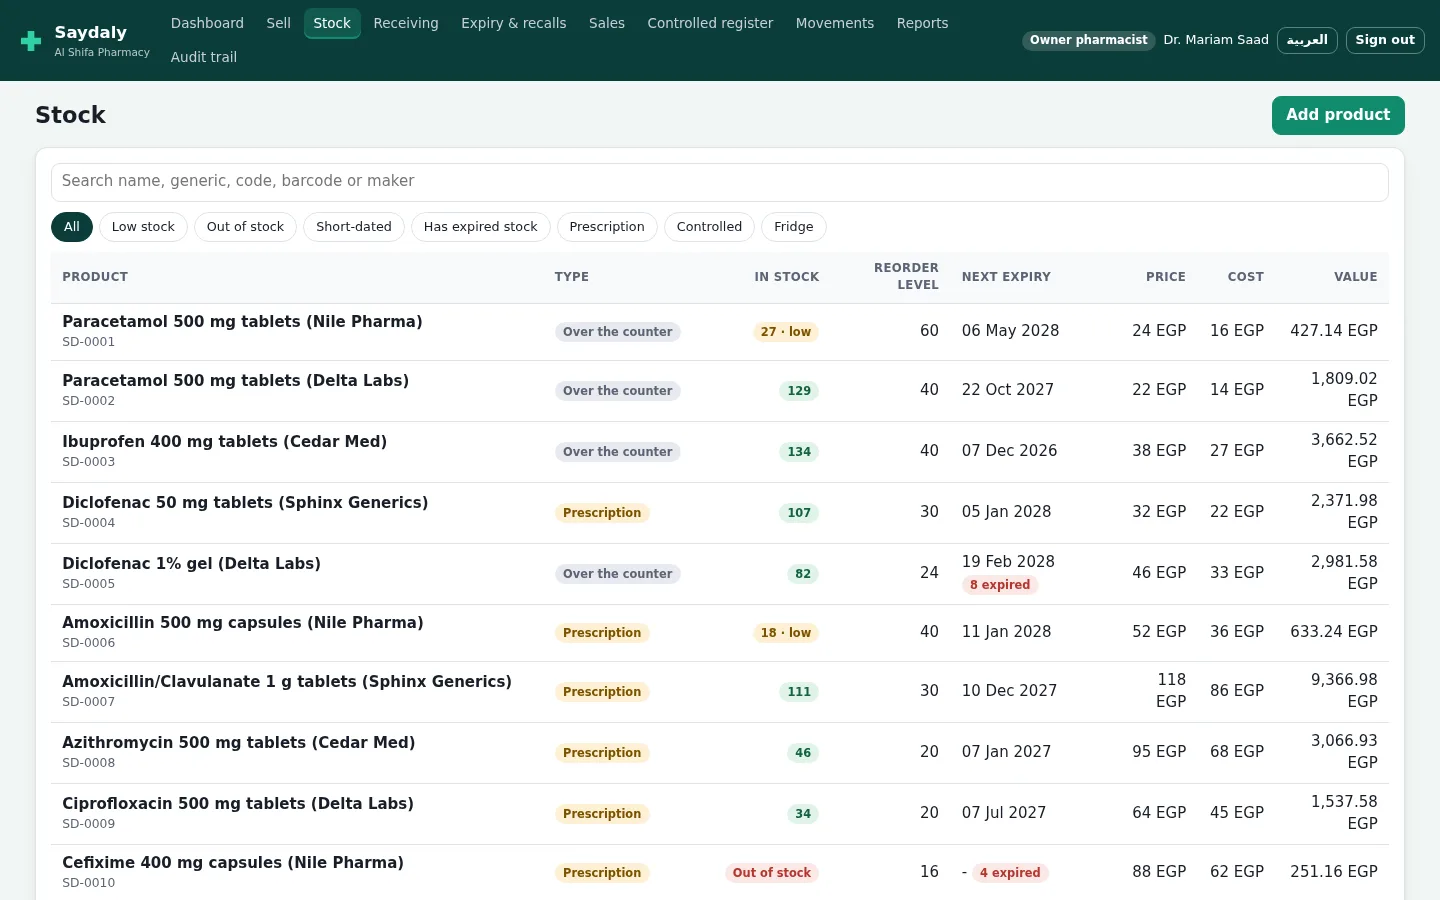 Saydaly
Al Shifa Pharmacy
Dashboard Sell Stock Receiving Expiry & recalls Sales Controlled register Movements Reports
Audit trail
Owner pharmacist Dr. Mariam Saad العربية Sign out
Stock
Add product
Search name, generic, code, barcode or maker
All Low stock Out of stock Short-dated Has expired stock Prescription Controlled Fridge
PRODUCT TYPE IN STOCK REORDER LEVEL NEXT EXPIRY PRICE COST VALUE
Paracetamol 500 mg tablets (Nile Pharma)
SD-0001
Over the counter 27 · low 60 06 May 2028 24 EGP 16 EGP 427.14 EGP
Paracetamol 500 mg tablets (Delta Labs)
SD-0002
Over the counter 129 40 22 Oct 2027 22 EGP 14 EGP 1,809.02 EGP
Ibuprofen 400 mg tablets (Cedar Med)
SD-0003
Over the counter 134 40 07 Dec 2026 38 EGP 27 EGP 3,662.52 EGP
Diclofenac 50 mg tablets (Sphinx Generics)
SD-0004
Prescription 107 30 05 Jan 2028 32 EGP 22 EGP 2,371.98 EGP
Diclofenac 1% gel (Delta Labs)
SD-0005
Over the counter 82 24 19 Feb 2028 8 expired 46 EGP 33 EGP 2,981.58 EGP
Amoxicillin 500 mg capsules (Nile Pharma)
SD-0006
Prescription 18 · low 40 11 Jan 2028 52 EGP 36 EGP 633.24 EGP
Amoxicillin/Clavulanate 1 g tablets (Sphinx Generics)
SD-0007
Prescription 111 30 10 Dec 2027 118 EGP 86 EGP 9,366.98 EGP
Azithromycin 500 mg tablets (Cedar Med)
SD-0008
Prescription 46 20 07 Jan 2027 95 EGP 68 EGP 3,066.93 EGP
Ciprofloxacin 500 mg tablets (Delta Labs)
SD-0009
Prescription 34 20 07 Jul 2027 64 EGP 45 EGP 1,537.58 EGP
Cefixime 400 mg capsules (Nile Pharma)
SD-0010
Prescription Out of stock 16 - 4 expired 88 EGP 62 EGP 251.16 EGP